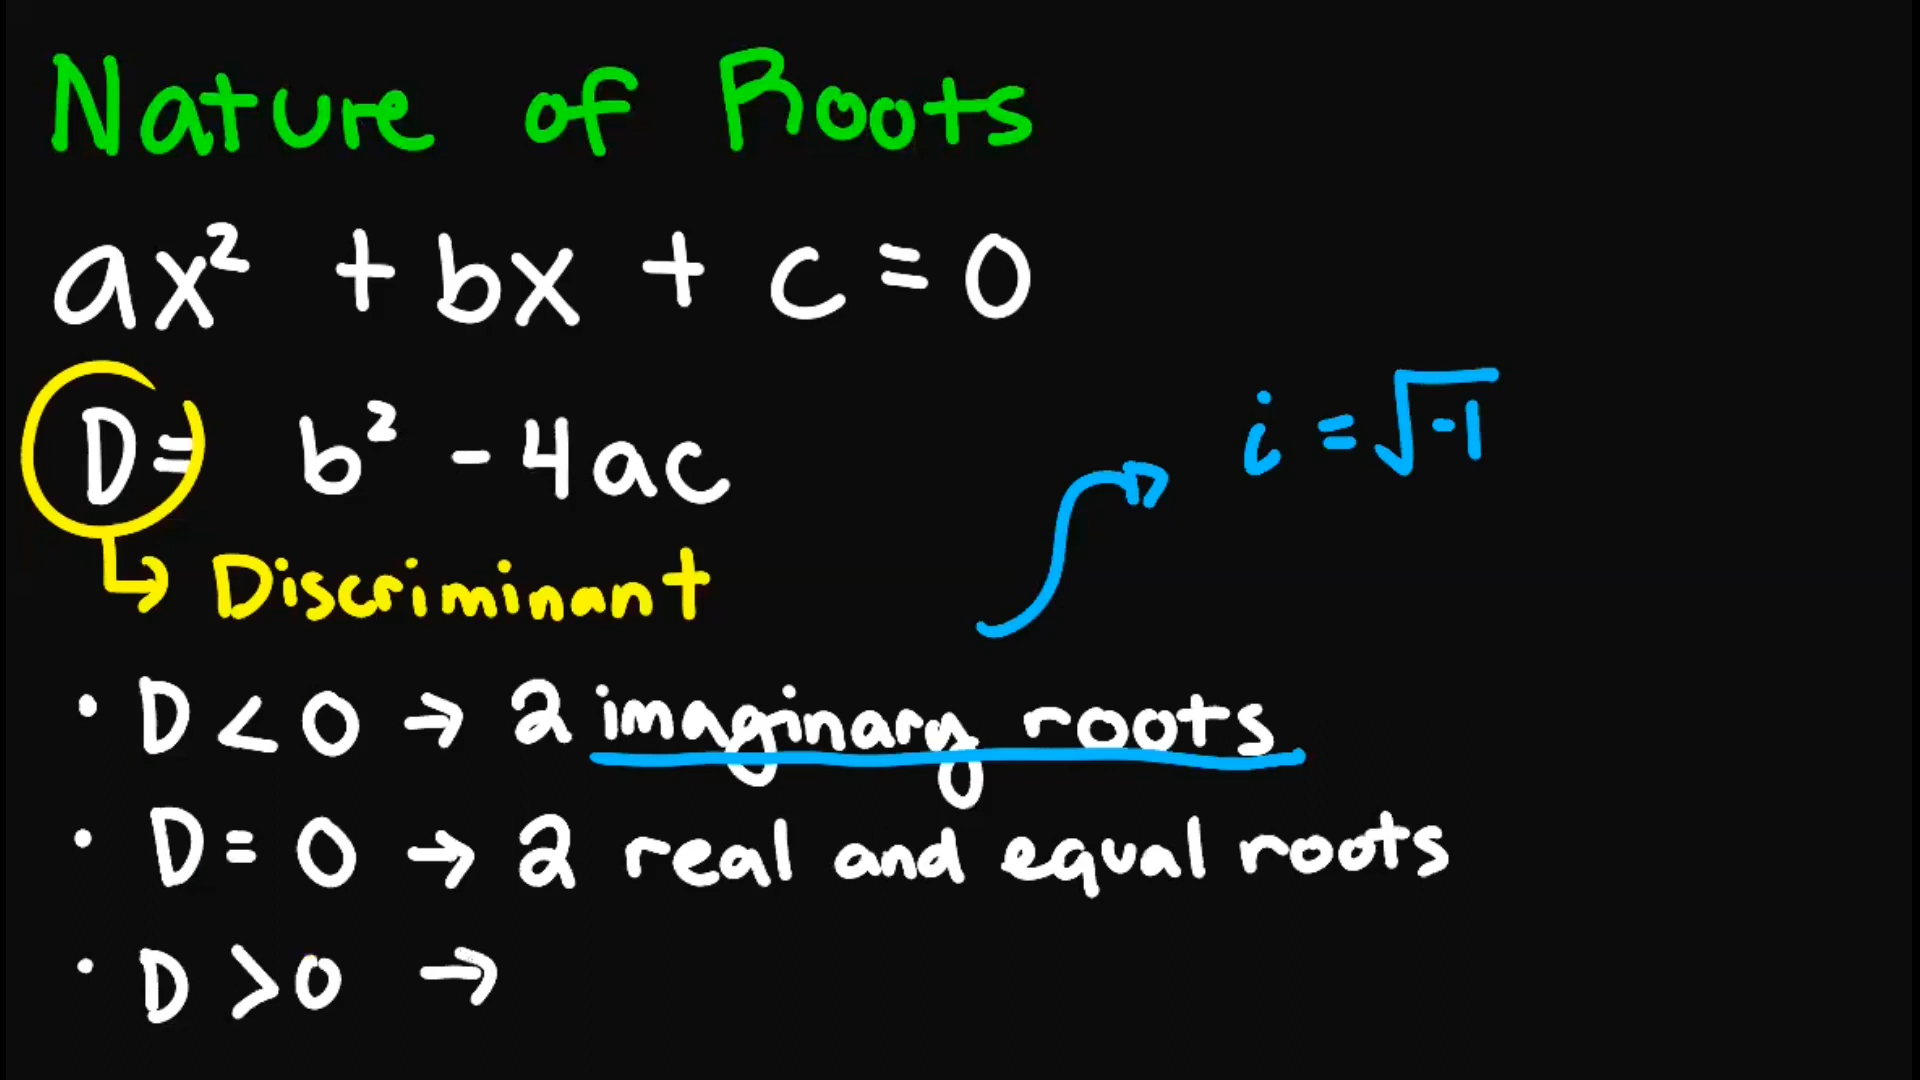 Nature of Roots
ax² + bx + c = 0
D = b² - 4ac
i = √-1
↳ Discriminant
• D < 0 → 2 imaginary roots
• D = 0 → 2 real and equal roots
• D > 0 →